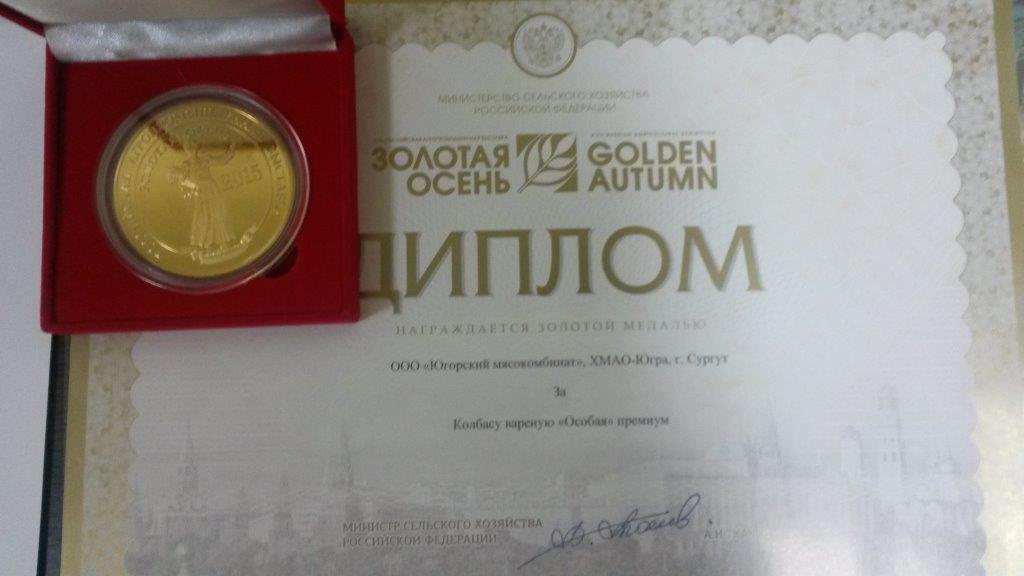 МИНИСТЕРСТВО СЕЛЬСКОГО ХОЗЯЙСТВА
РОССИЙСКОЙ ФЕДЕРАЦИИ
ЗОЛОТАЯ
ОСЕНЬ
GOLDEN
AUTUMN
2015
ДИПЛОМ
НАГРАЖДАЕТСЯ ЗОЛОТОЙ МЕДАЛЬЮ
ООО «Югорский мясокомбинат», ХМАО-Югра, г. Сургут
За
Колбасу вареную «Особая» премиум
МИНИСТР СЕЛЬСКОГО ХОЗЯЙСТВА
РОССИЙСКОЙ ФЕДЕРАЦИИ
А.Н.